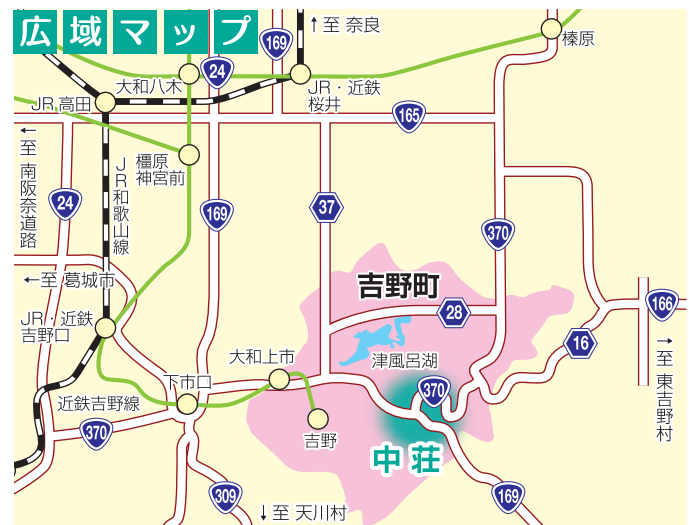 広域マップ
↑至 奈良
169
24
榛原
大和八木
JR・近鉄
桜井
JR 高田
165
←至 南阪奈道路
橿原
神宮前
JR和歌山線
24
169
37
370
←至 葛城市
吉野町
28
166
JR・近鉄
吉野口
16
→至 東吉野村
大和上市
津風呂湖
下市口
370
近鉄吉野線
370
吉野
中荘
309
169
↓至 天川村